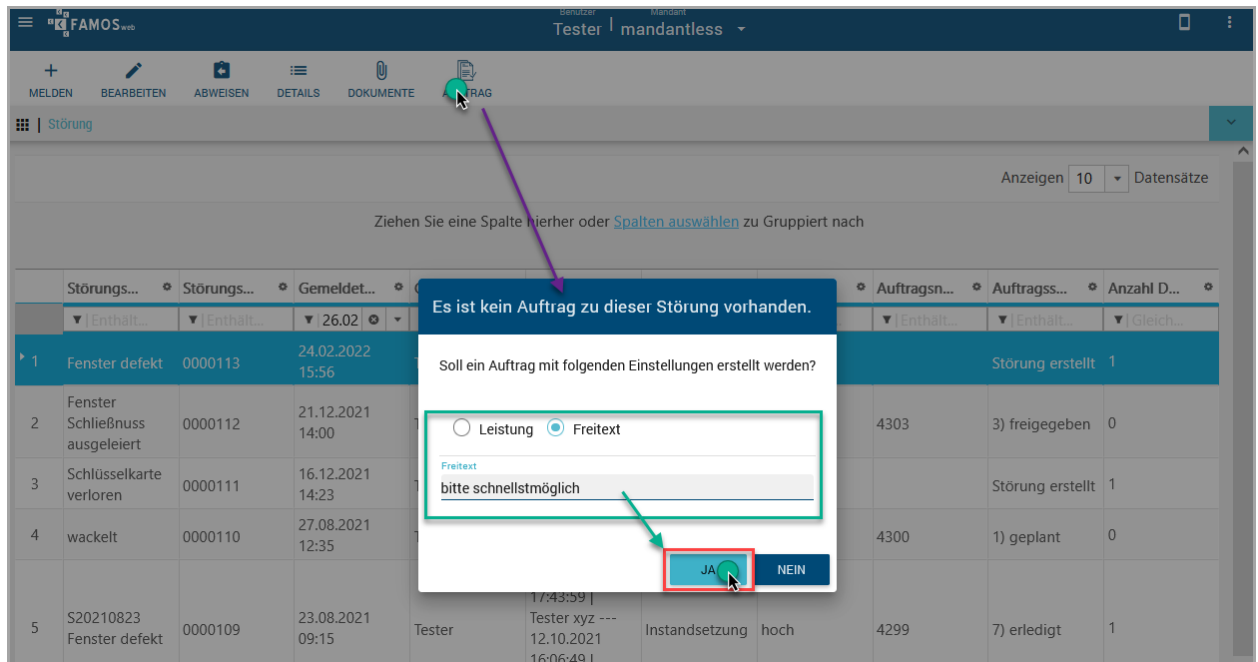 FAMOS web
Benutzer Mandant
Tester | mandantless
MELDEN BEARBEITEN ABWEISEN DETAILS DOKUMENTE
Störung
Anzeigen 10 Datensätze
Ziehen Sie eine Spalte hierher oder Spalten auswählen zu Gruppiert nach
Störungs... Störungs... Gemeldet... Auftragsn... Auftragss... Anzahl D...
Enthält... Enthält... 26.02 Enthält... Enthält... Gleich...
1 Fenster defekt 0000113 24.02.2022 15:56 Störung erstellt 1
2 Fenster Schließnuss ausgeleiert 0000112 21.12.2021 14:00 4303 3) freigegeben 0
3 Schlüsselkarte verloren 0000111 16.12.2021 14:23 Störung erstellt 1
4 wackelt 0000110 27.08.2021 12:35 4300 1) geplant 0
5 S20210823 Fenster defekt 0000109 23.08.2021 09:15 Tester 17:43:59 | Tester xyz --- 12.10.2021 16:06:49 | Instandsetzung hoch 4299 7) erledigt 1
Es ist kein Auftrag zu dieser Störung vorhanden.
Soll ein Auftrag mit folgenden Einstellungen erstellt werden?
Leistung Freitext
Freitext
bitte schnellstmöglich
JA NEIN